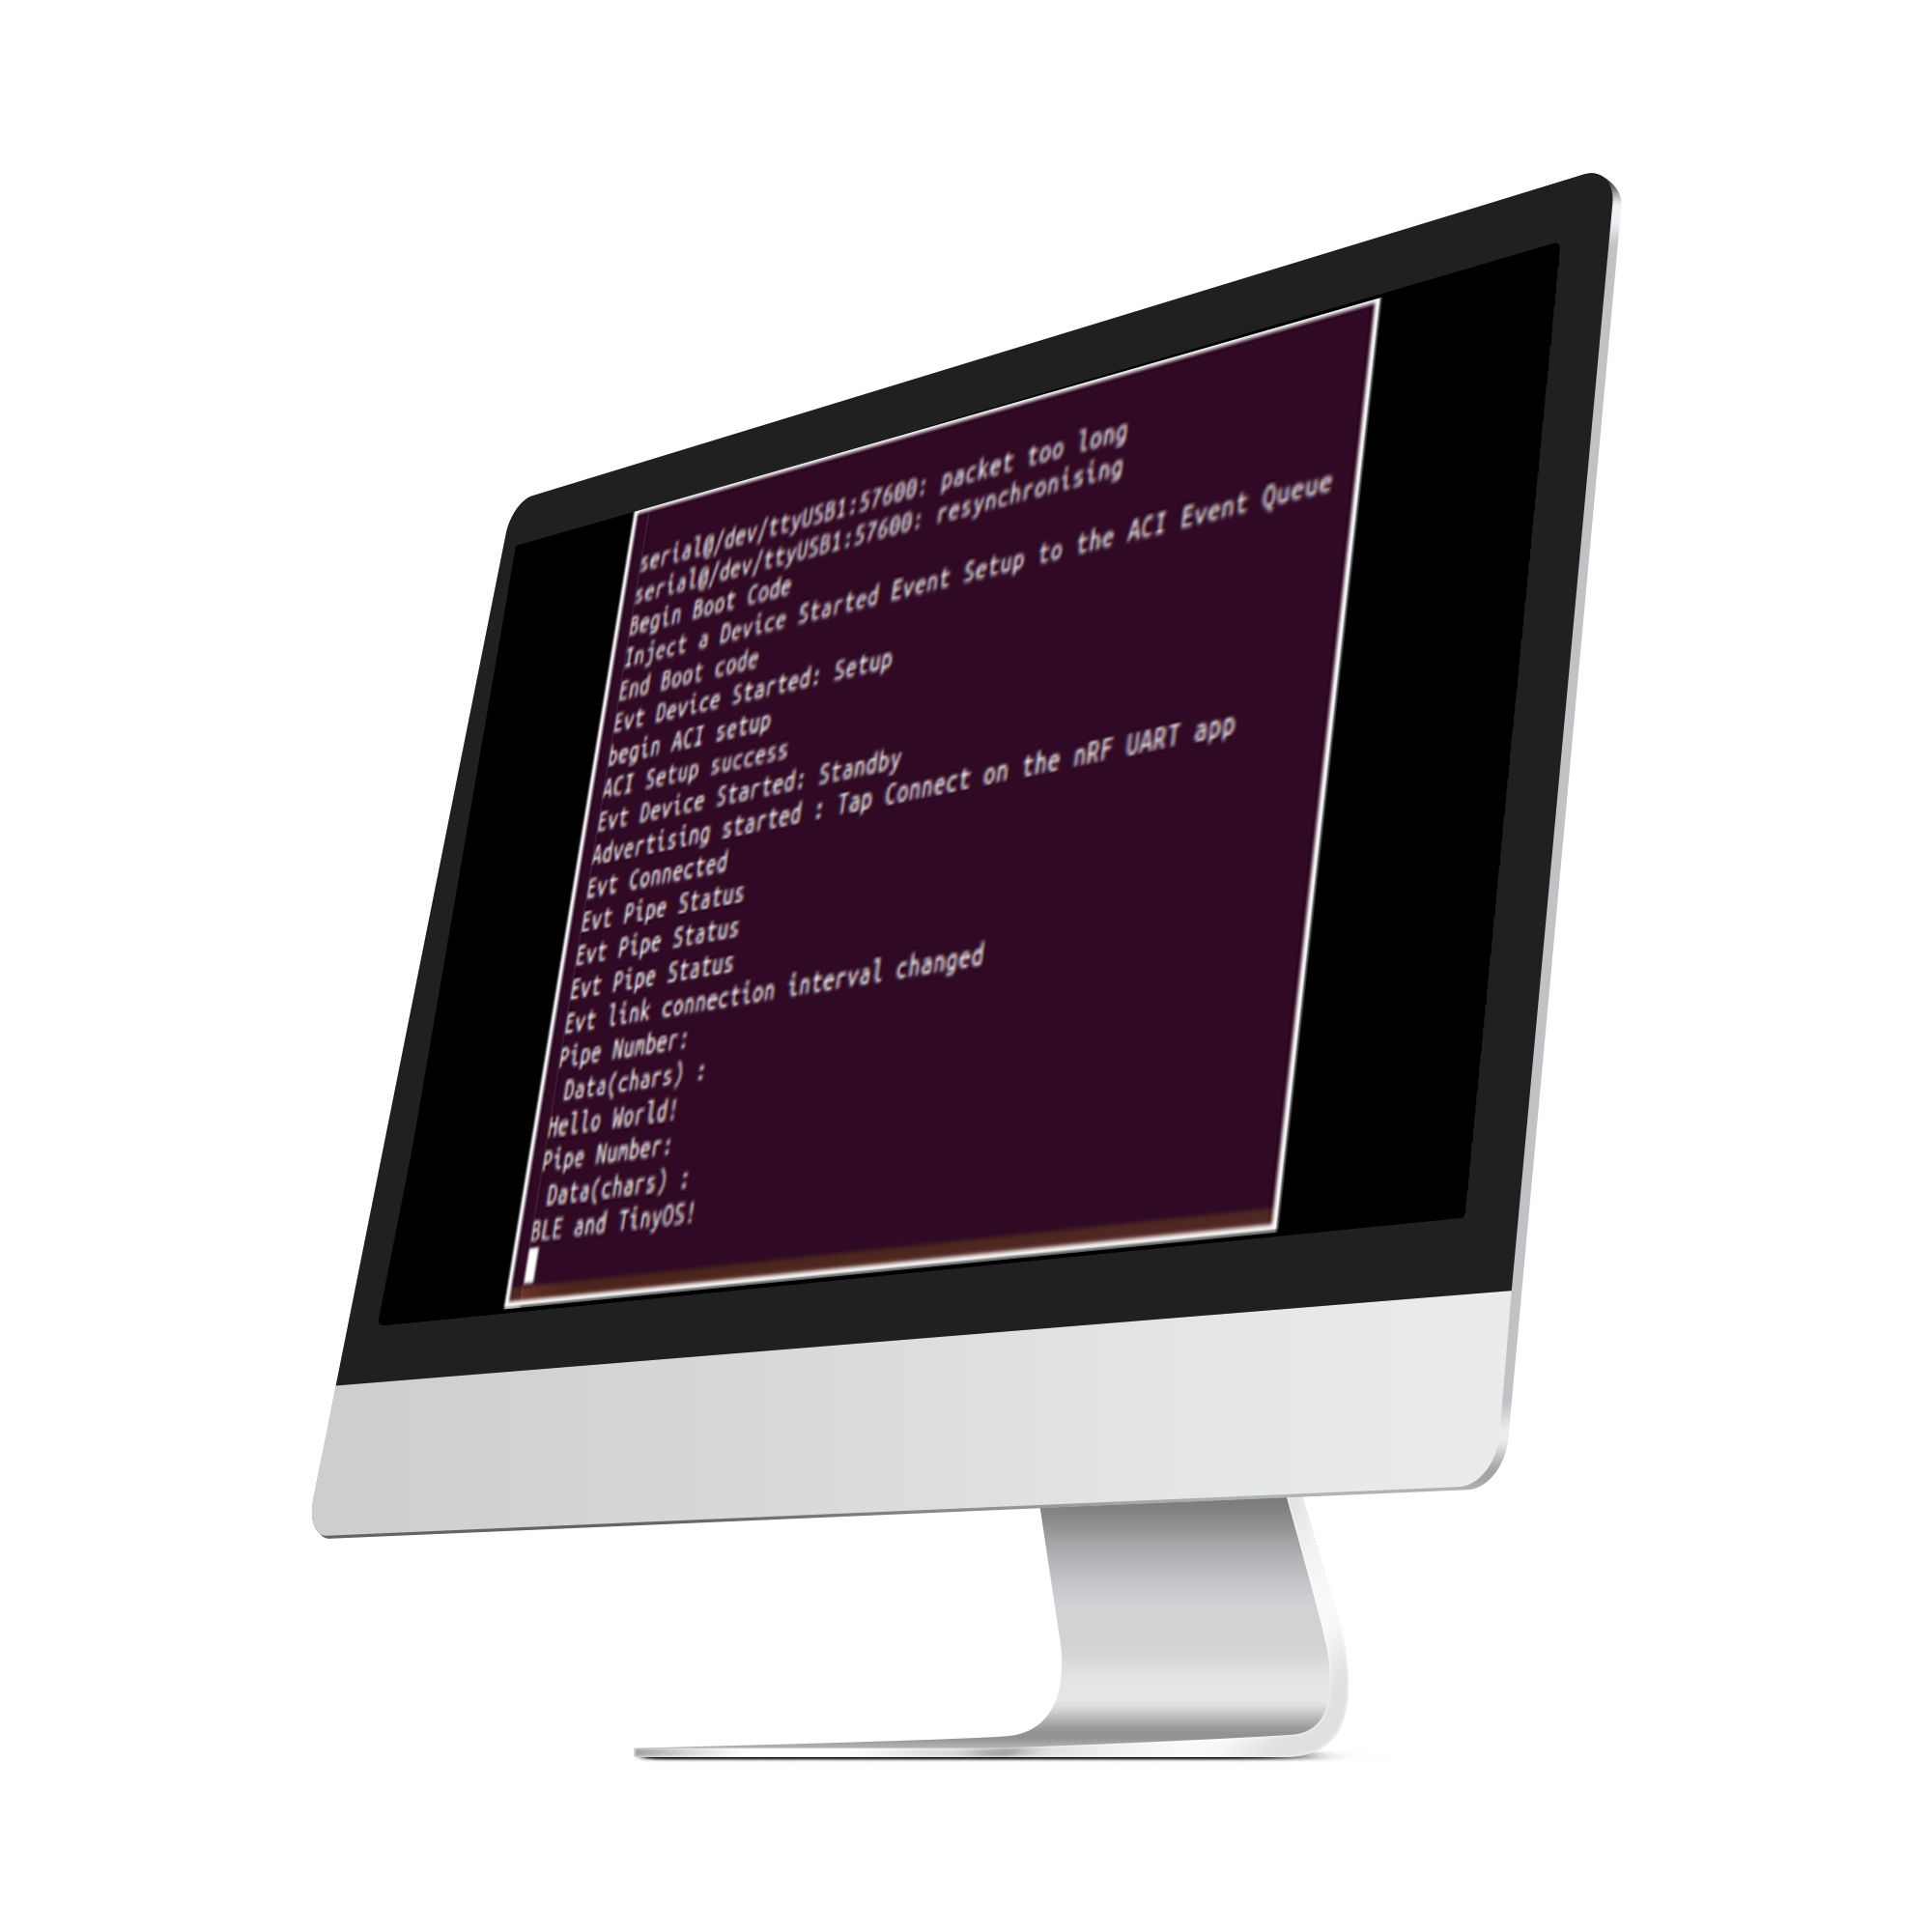 serial@/dev/ttyUSB1:57600: packet too long
serial@/dev/ttyUSB1:57600: resynchronising
Begin Boot Code
Inject a Device Started Event Setup to the ACI Event Queue
End Boot code
Evt Device Started: Setup
begin ACI setup
ACI Setup success
Evt Device Started: Standby
Advertising started : Tap Connect on the nRF UART app
Evt Connected
Evt Pipe Status
Evt Pipe Status
Evt Pipe Status
Evt link connection interval changed
Pipe Number:
 Data(chars) :
Hello World!
Pipe Number:
 Data(chars) :
BLE and TinyOS!